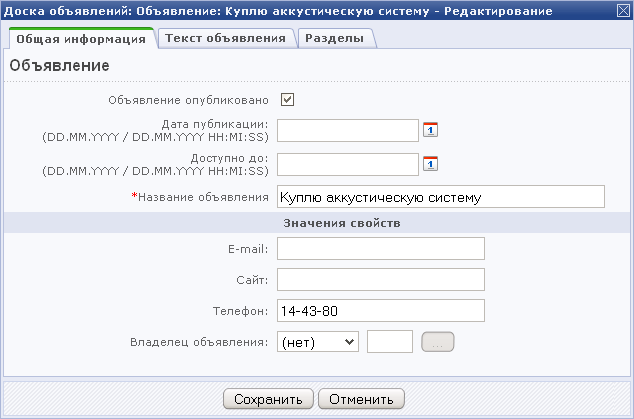 Доска объявлений: Объявление: Куплю аккустическую систему - Редактирование
Общая информация Текст объявления Разделы
Объявление
Объявление опубликовано
Дата публикации:
(DD.MM.YYYY / DD.MM.YYYY HH:MI:SS) 1
Доступно до:
(DD.MM.YYYY / DD.MM.YYYY HH:MI:SS) 1
*Название объявления Куплю аккустическую систему
Значения свойств
E-mail:
Сайт:
Телефон: 14-43-80
Владелец объявления: (нет) ...
Сохранить Отменить